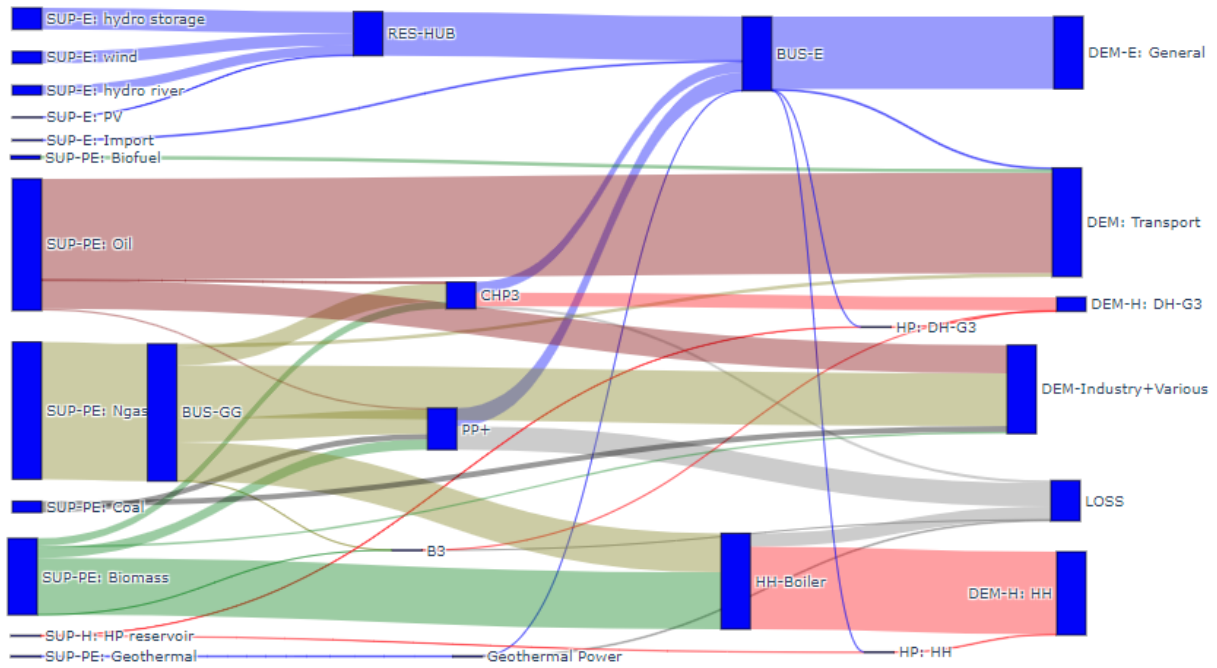 SUP-E: hydro storage
RES-HUB
BUS-E
DEM-E: General
SUP-E: wind
SUP-E: hydro river
SUP-E: PV
SUP-E: Import
SUP-PE: Biofuel
SUP-PE: Oil
DEM: Transport
CHP3
DEM-H: DH-G3
HP: DH-G3
SUP-PE: Ngas
BUS-GG
PP+
DEM-Industry+Various
SUP-PE: Coal
LOSS
B3
SUP-PE: Biomass
HH-Boiler
DEM-H: HH
SUP-H: HP reservoir
SUP-PE: Geothermal
Geothermal Power
HP: HH